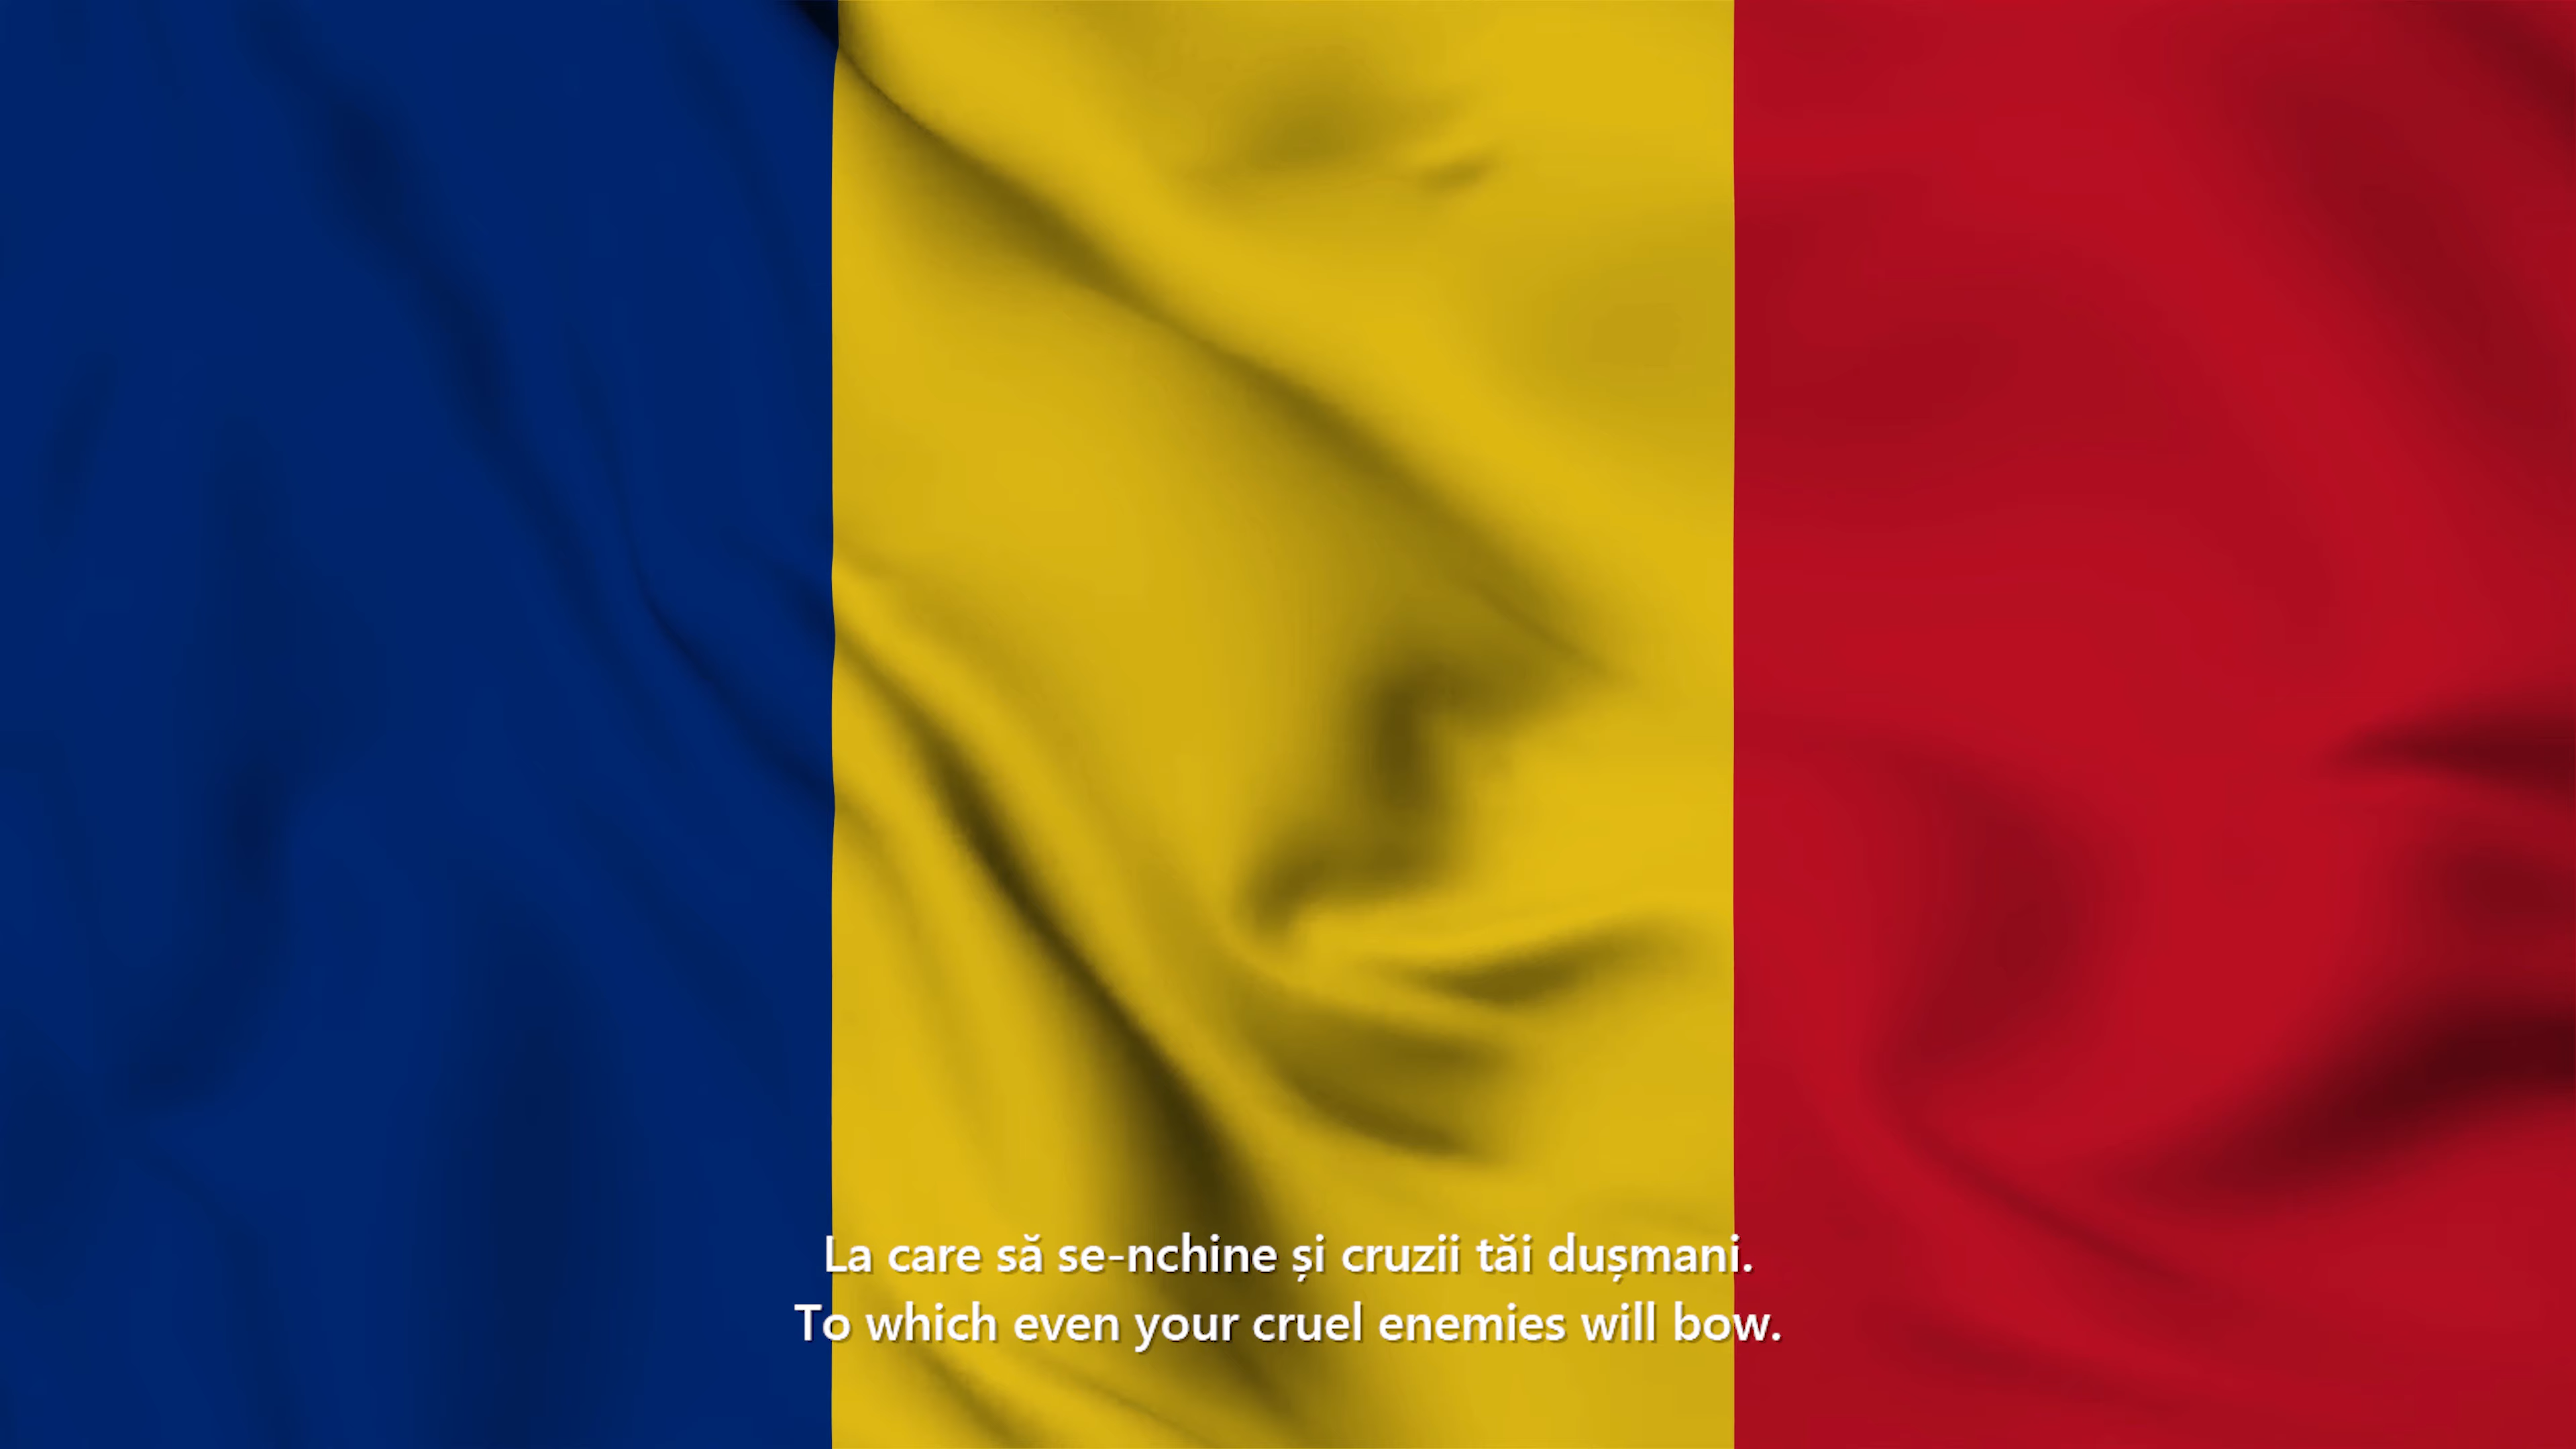 La care să se-nchine și cruzii tăi dușmani.
To which even your cruel enemies will bow.